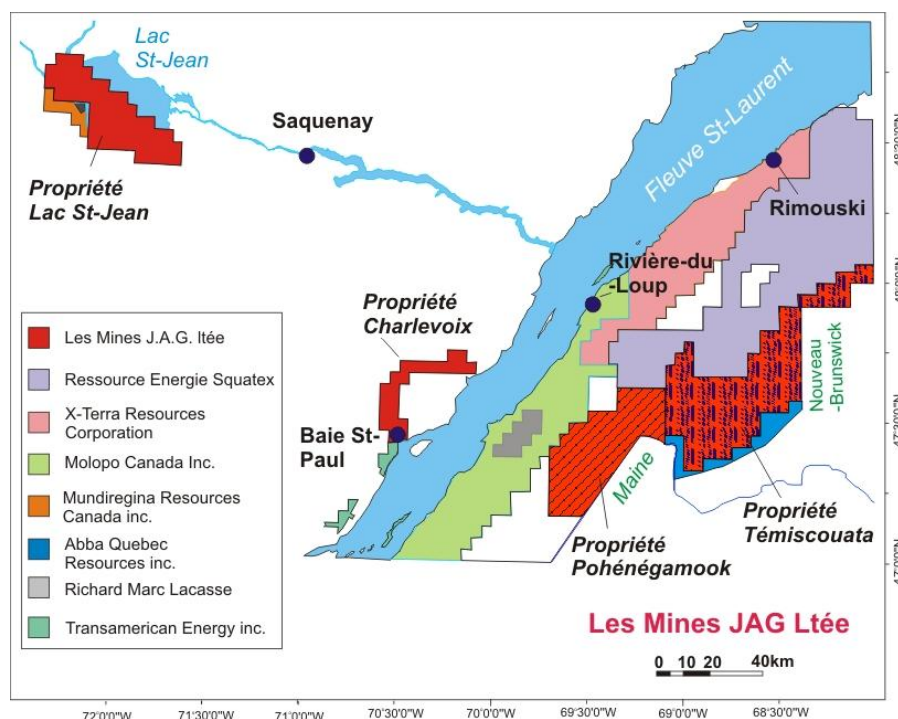 Lac
St-Jean
Saquenay
Propriété
Lac St-Jean
Fleuve St-Laurent
Rimouski
Rivière-du
-Loup
Propriété
Charlevoix
Baie St-
Paul
Nouveau
-Brunswick
Maine
Propriété
Témiscouata
Propriété
Pohénégamook
Les Mines J.A.G. ltée
Ressource Energie Squatex
X-Terra Resources
Corporation
Molopo Canada Inc.
Mundiregina Resources
Canada inc.
Abba Quebec
Resources inc.
Richard Marc Lacasse
Transamerican Energy inc.
Les Mines JAG Ltée
0 10 20 40km
72°0'0"W 71°30'0"W 71°0'0"W 70°30'0"W 70°0'0"W 69°30'0"W 69°0'0"W 68°30'0"W
47°0'0"N